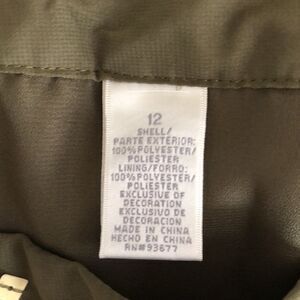 12
SHELL/
PARTE EXTERIOR:
100%POLYESTER/
POLIESTER
LINING/FORRO:
100%POLYESTER/
POLIESTER
EXCLUSIVE OF
DECORATION
EXCLUSIVO DE
DECORACION
MADE IN CHINA
HECHO EN CHINA
RN#93677